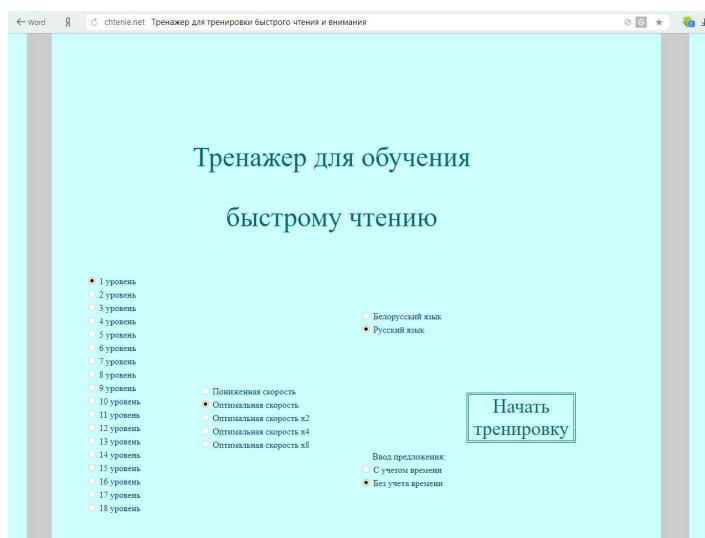 Word
Я
chtenie.net Тренажер для тренировки быстрого чтения и внимания
Тренажер для обучения
быстрому чтению
1 уровень
2 уровень
3 уровень
4 уровень
5 уровень
6 уровень
7 уровень
8 уровень
9 уровень
10 уровень
11 уровень
12 уровень
13 уровень
14 уровень
15 уровень
16 уровень
17 уровень
18 уровень
Пониженная скорость
Оптимальная скорость
Оптимальная скорость x2
Оптимальная скорость x4
Оптимальная скорость x8
Белорусский язык
Русский язык
Ввод предложения:
С учетом времени
Без учета времени
Начать
тренировку